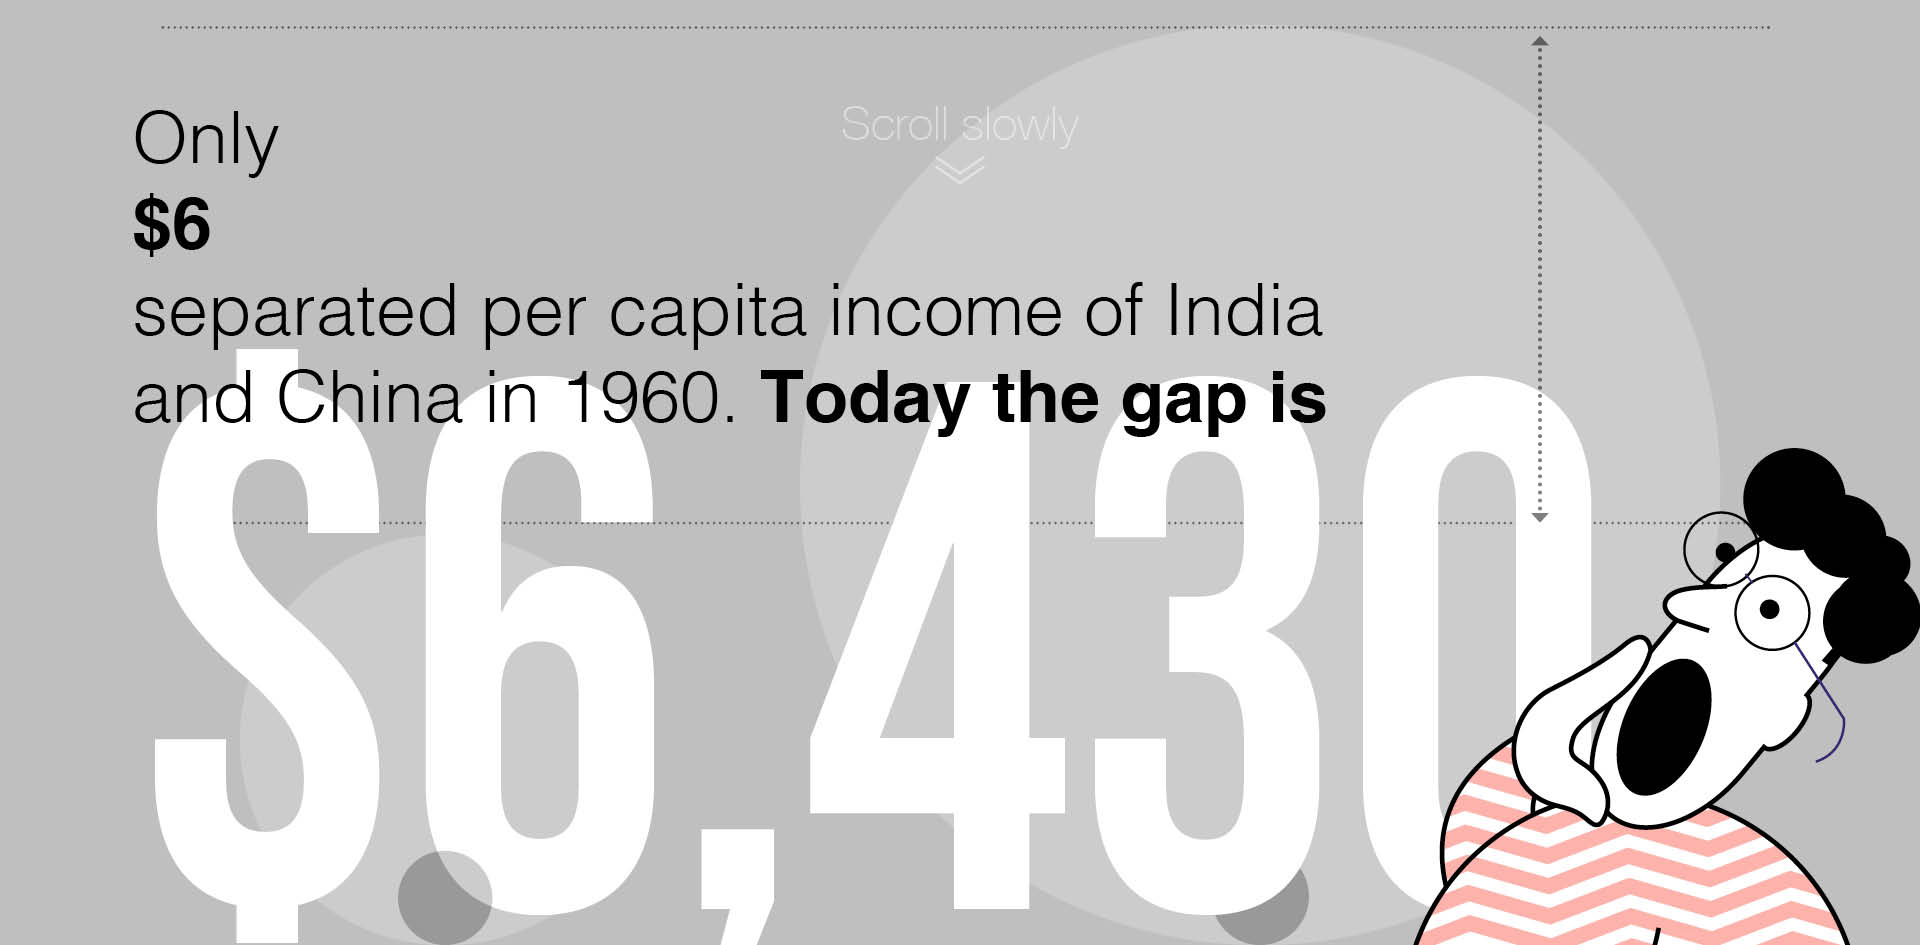 Scroll slowly
Only
$6
separated per capita income of India
and China in 1960. Today the gap is
$6,430